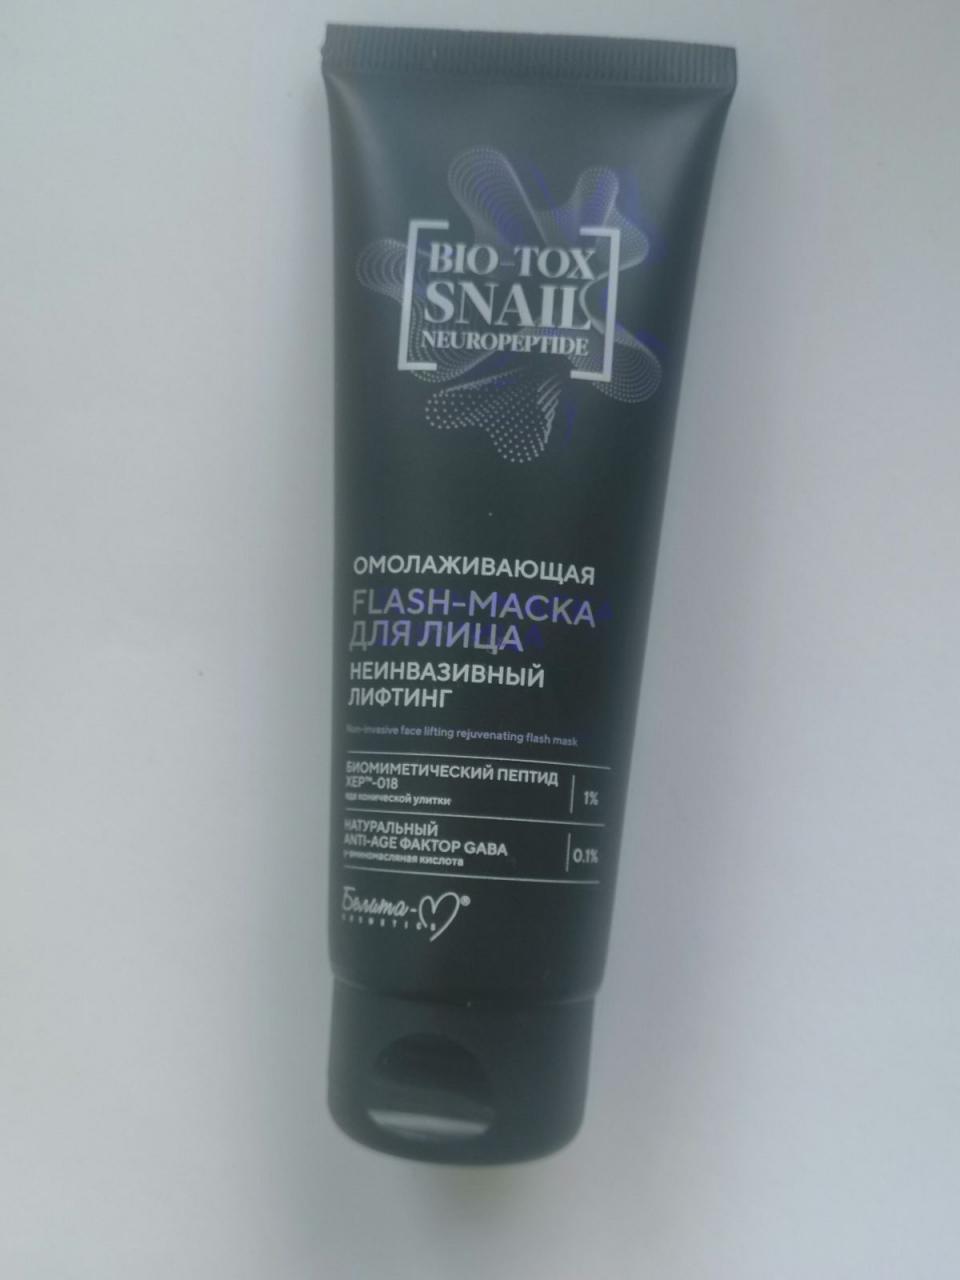 BIO-TOX
SNAIL
NEUROPEPTIDE
ОМОЛАЖИВАЮЩАЯ
FLASH-МАСКА
ДЛЯ ЛИЦА
НЕИНВАЗИВНЫЙ
ЛИФТИНГ
Non-invasive face lifting rejuvenating flash mask
БИОМИМЕТИЧЕСКИЙ ПЕПТИД
XEP™-018
яда конической улитки
1%
НАТУРАЛЬНЫЙ
ANTI-AGE ФАКТОР GABA
γ-аминомасляная кислота
0.1%
Белита-М®
COSMETICS